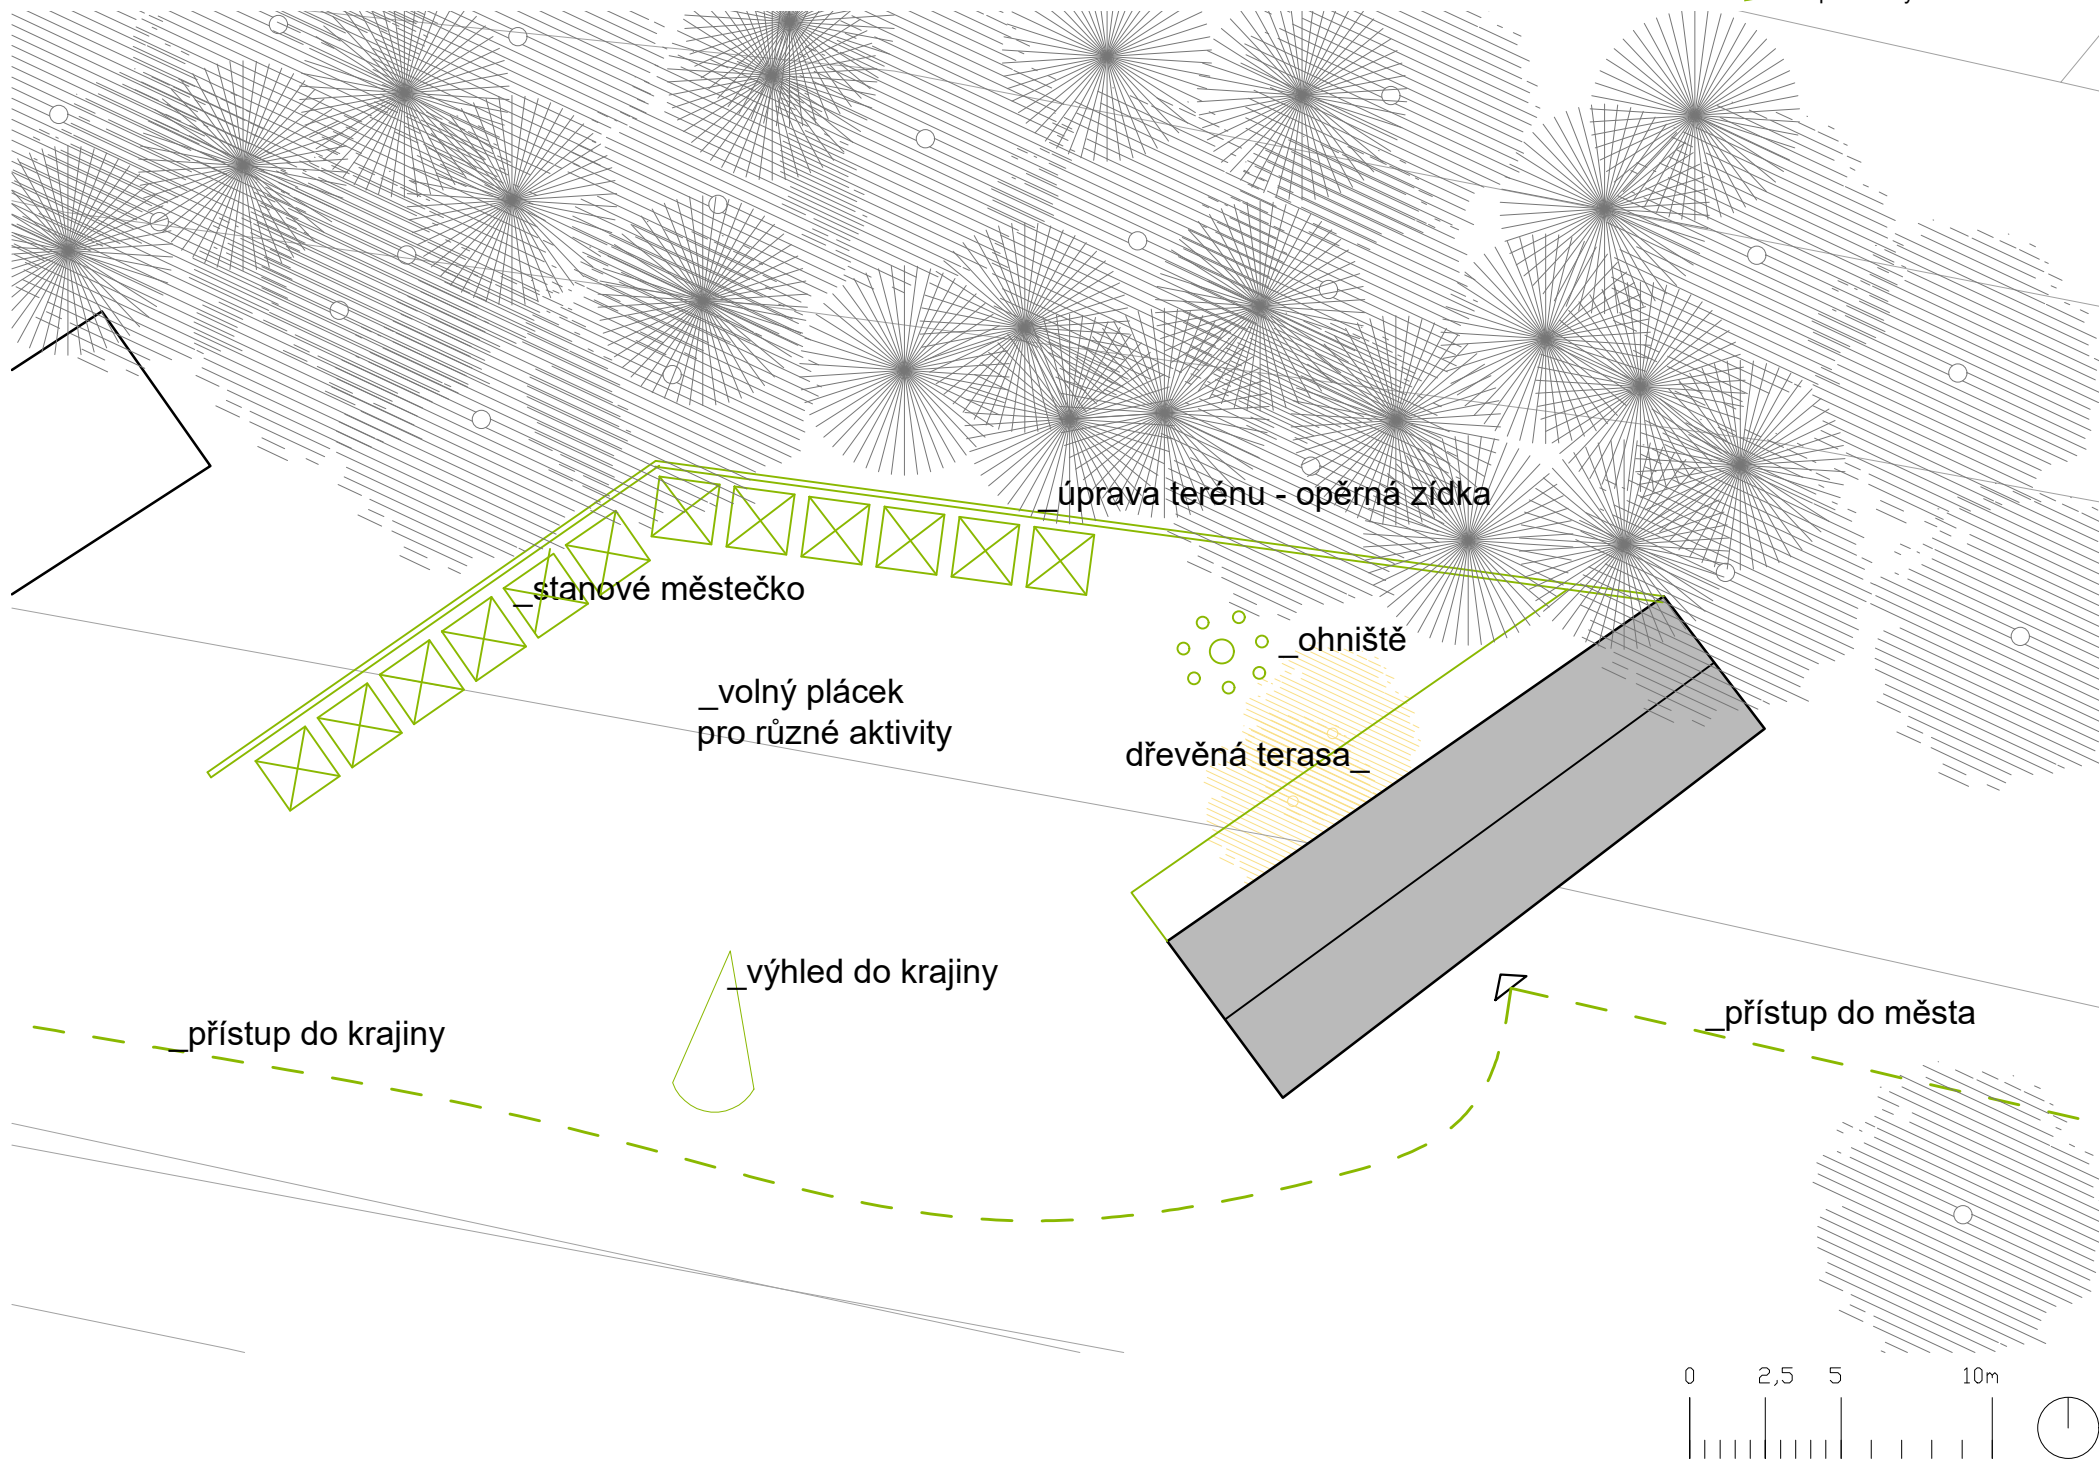 _úprava terénu - opěrná zídka
_stanové městečko
_ohniště
_volný plácek
pro různé aktivity
dřevěná terasa_
_výhled do krajiny
_přístup do krajiny
_přístup do města
0 2,5 5 10m